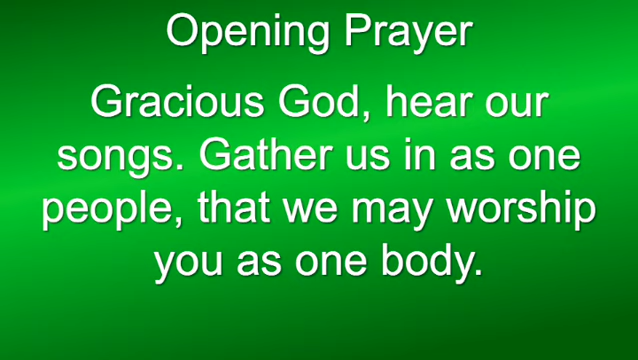 Opening Prayer
Gracious God, hear our
songs. Gather us in as one
people, that we may worship
you as one body.